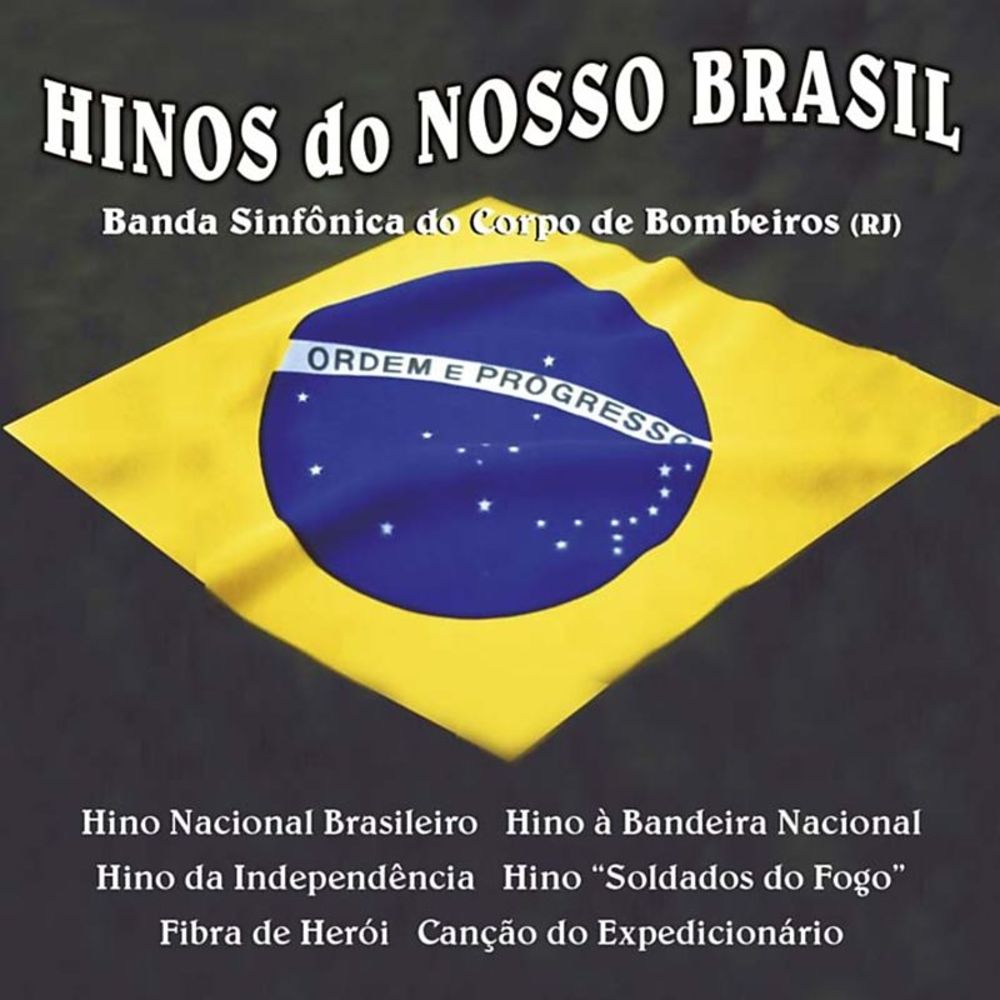 HINOS do NOSSO BRASIL
Banda Sinfônica do Corpo de Bombeiros (RJ)
ORDEM E PROGRESSO
Hino Nacional Brasileiro Hino à Bandeira Nacional
Hino da Independência Hino “Soldados do Fogo”
Fibra de Herói Canção do Expedicionário